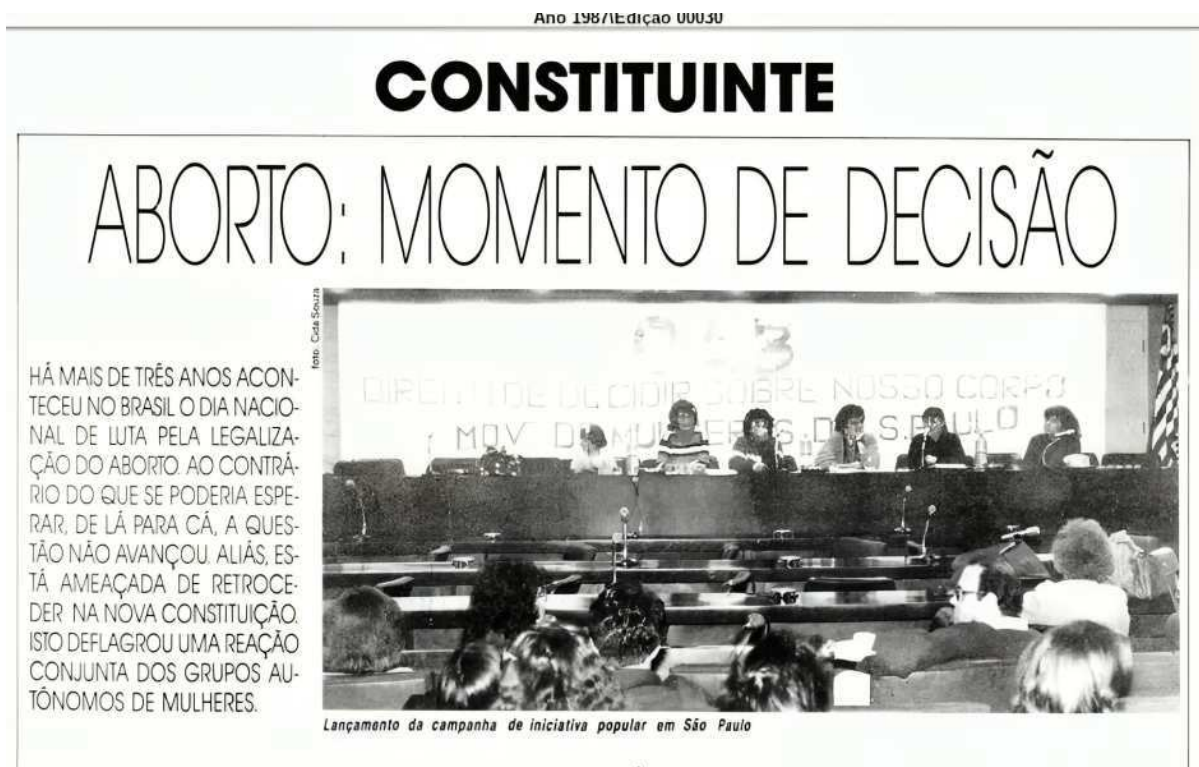 Ano 1987\Edição 00030
CONSTITUINTE
ABORTO: MOMENTO DE DECISÃO
foto: Cida Souza
HÁ MAIS DE TRÊS ANOS ACON-
TECEU NO BRASIL O DIA NACIO-
NAL DE LUTA PELA LEGALIZA-
ÇÃO DO ABORTO. AO CONTRÁ-
RIO DO QUE SE PODERIA ESPE-
RAR, DE LÁ PARA CÁ, A QUES-
TÃO NÃO AVANÇOU. ALIÁS, ES-
TÁ AMEAÇADA DE RETROCE-
DER NA NOVA CONSTITUIÇÃO.
ISTO DEFLAGROU UMA REAÇÃO
CONJUNTA DOS GRUPOS AU-
TÔNOMOS DE MULHERES.
DECIDIR SOBRE NOSSO CORPO
MOV S.PAULO
Lançamento da campanha de iniciativa popular em São Paulo